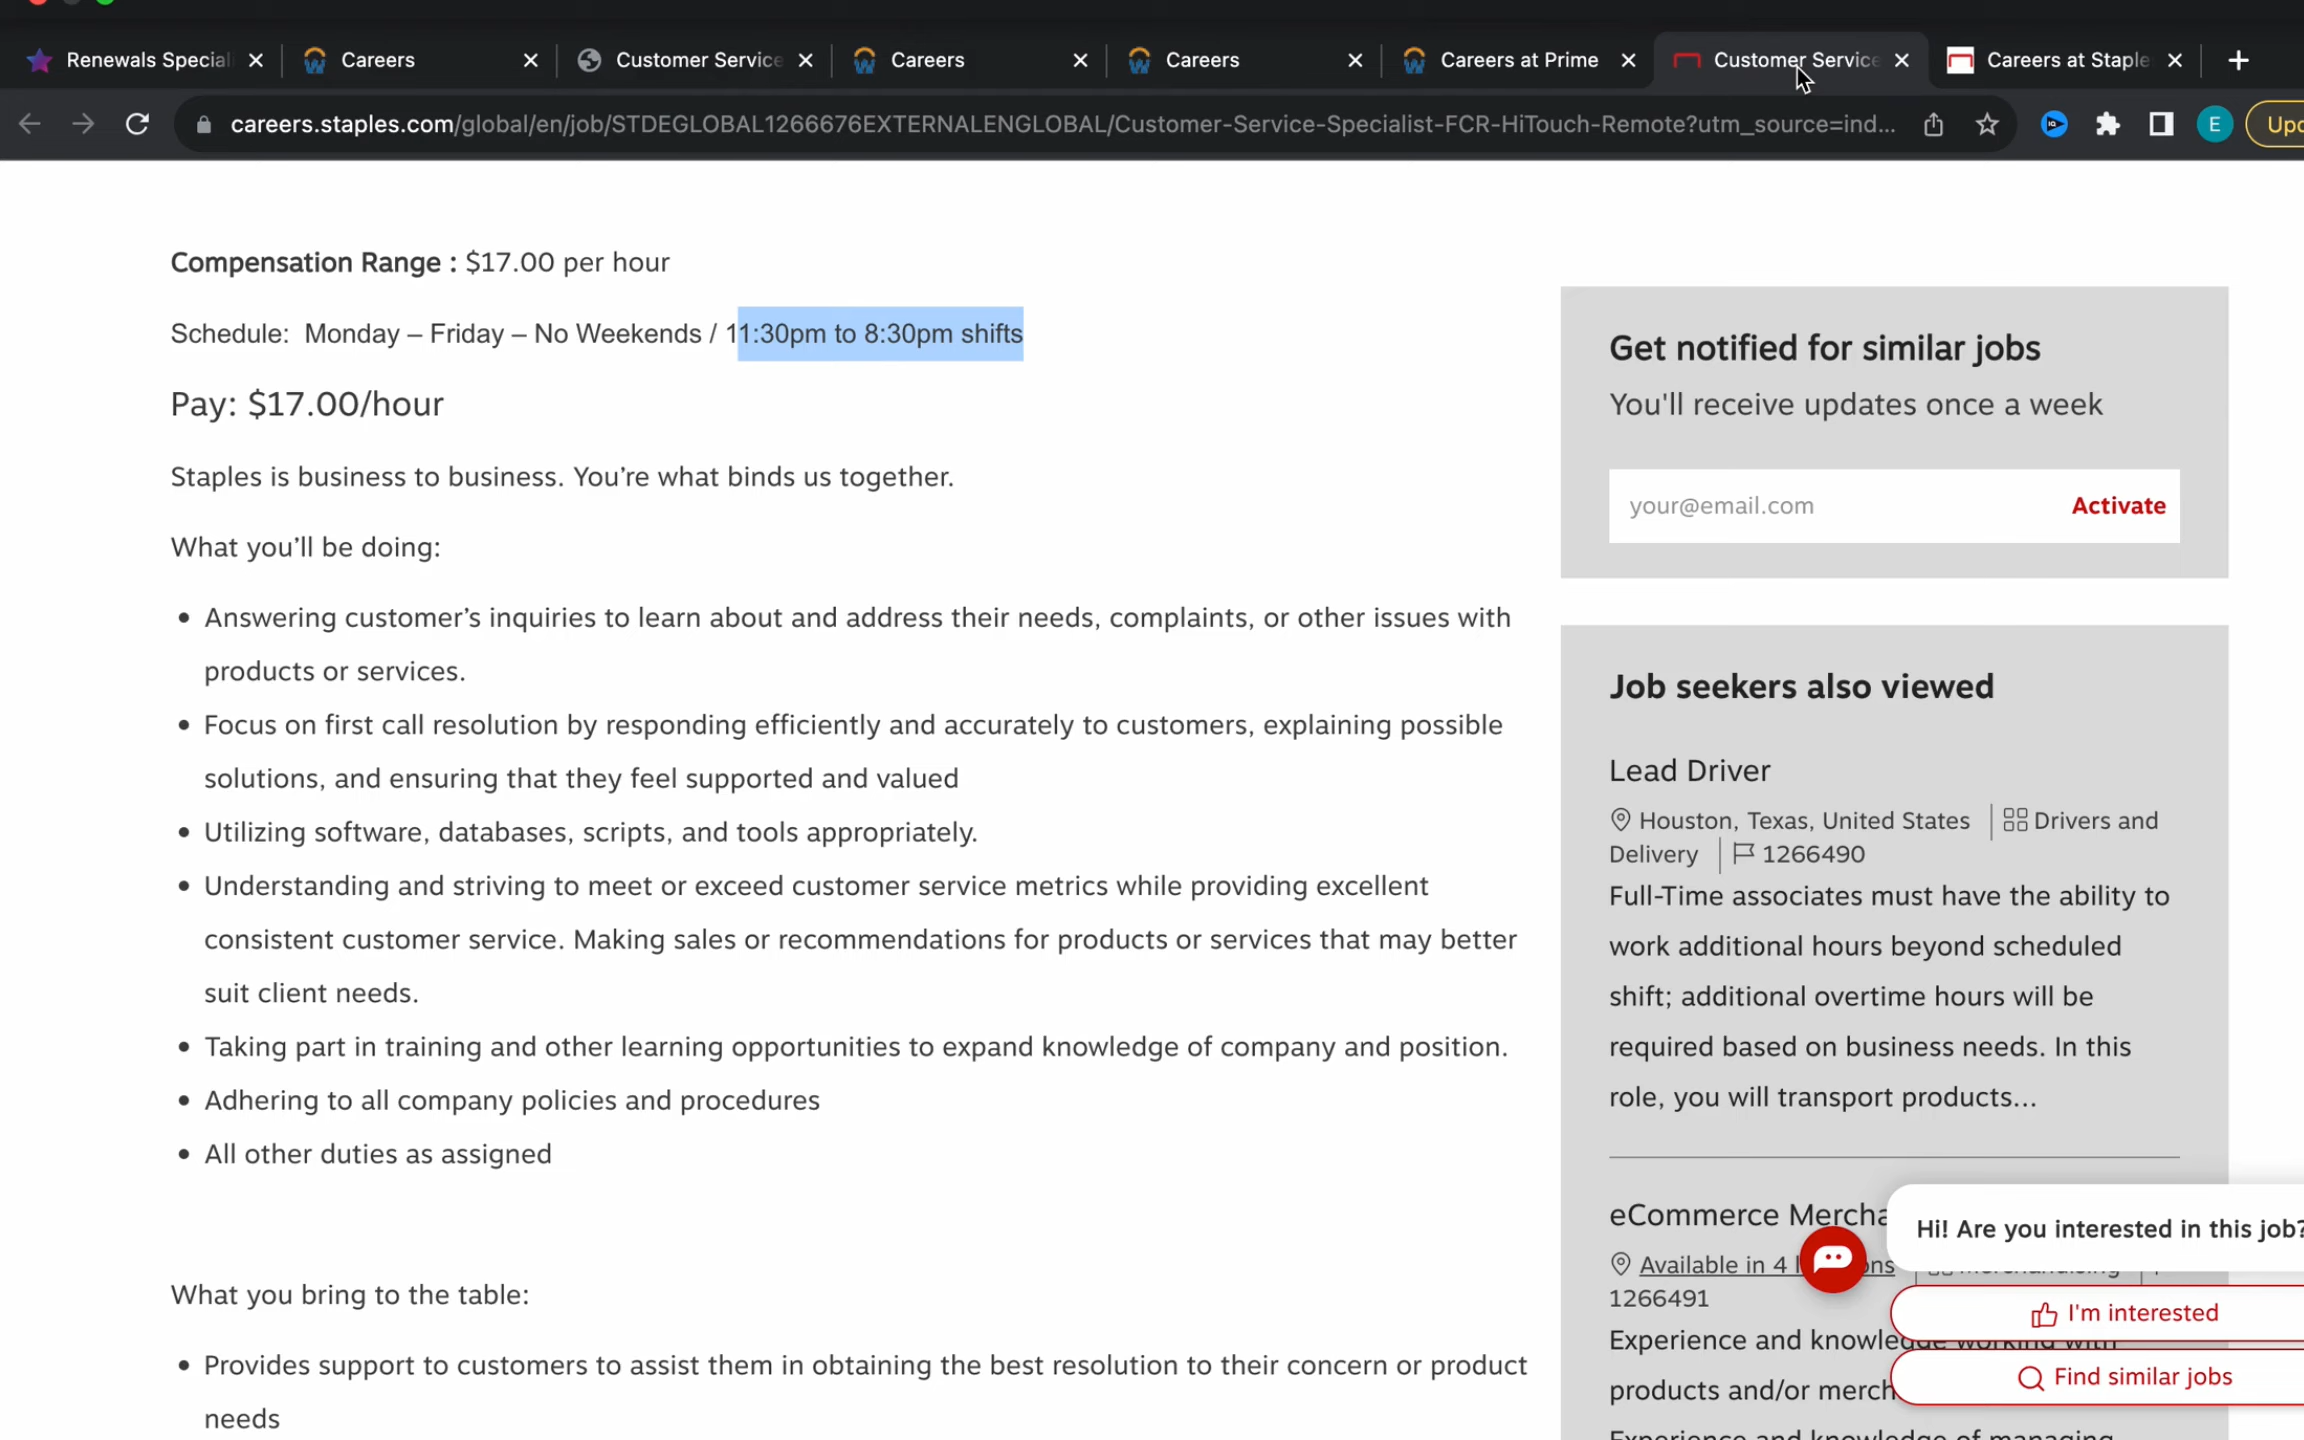 Renewals Special
Careers
Customer Service
Careers
Careers
Careers at Prime
Customer Service
Careers at Staple
careers.staples.com/global/en/job/STDEGLOBAL1266676EXTERNALENGLOBAL/Customer-Service-Specialist-FCR-HiTouch-Remote?utm_source=ind...
E
Upd
Compensation Range : $17.00 per hour
Schedule:  Monday – Friday – No Weekends / 11:30pm to 8:30pm shifts
Pay: $17.00/hour
Staples is business to business. You’re what binds us together.
What you’ll be doing:
• Answering customer’s inquiries to learn about and address their needs, complaints, or other issues with
products or services.
• Focus on first call resolution by responding efficiently and accurately to customers, explaining possible
solutions, and ensuring that they feel supported and valued
• Utilizing software, databases, scripts, and tools appropriately.
• Understanding and striving to meet or exceed customer service metrics while providing excellent
consistent customer service. Making sales or recommendations for products or services that may better
suit client needs.
• Taking part in training and other learning opportunities to expand knowledge of company and position.
• Adhering to all company policies and procedures
• All other duties as assigned
What you bring to the table:
• Provides support to customers to assist them in obtaining the best resolution to their concern or product
needs
Get notified for similar jobs
You'll receive updates once a week
your@email.com
Activate
Job seekers also viewed
Lead Driver
Houston, Texas, United States | Drivers and
Delivery | 1266490
Full-Time associates must have the ability to
work additional hours beyond scheduled
shift; additional overtime hours will be
required based on business needs. In this
role, you will transport products...
eCommerce Mercha
Available in 4 l ons
1266491
Experience and knowledge working with
products and/or merch
Experience and knowledge of managing
Hi! Are you interested in this job?
I'm interested
Find similar jobs